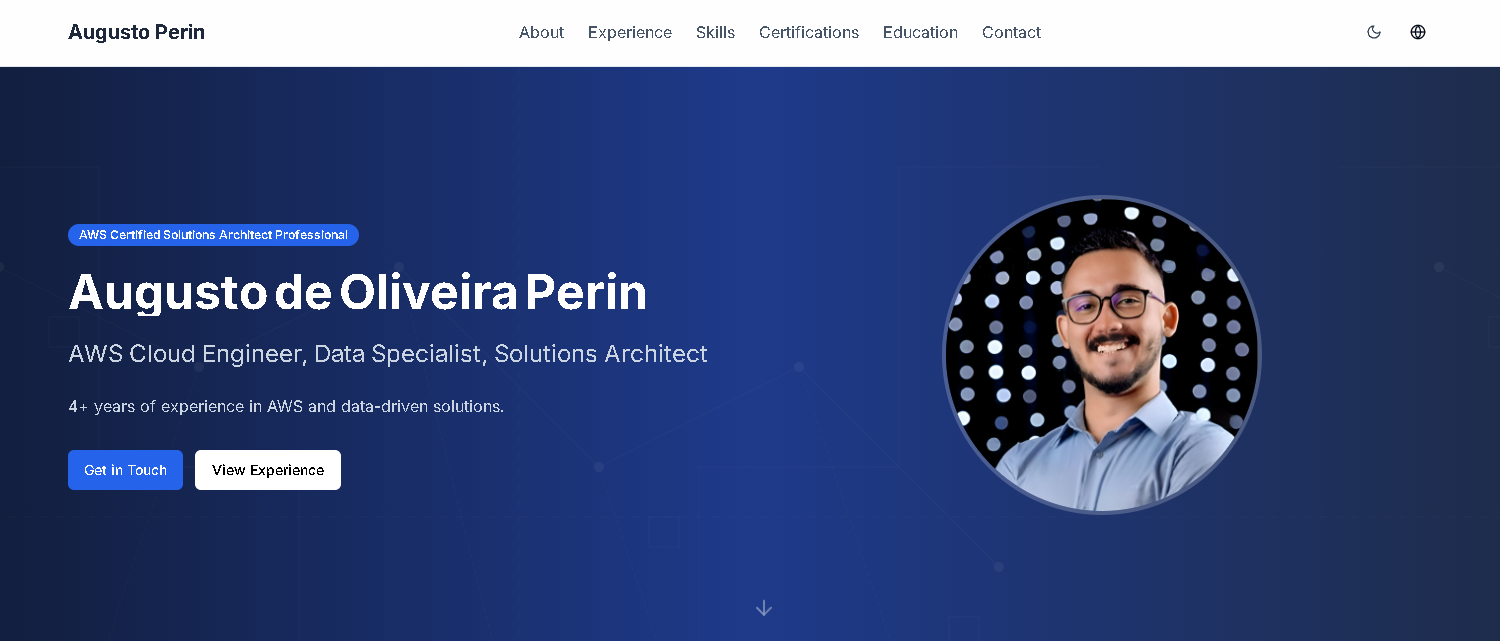 Augusto Perin
About Experience Skills Certifications Education Contact
AWS Certified Solutions Architect Professional
Augusto de Oliveira Perin
AWS Cloud Engineer, Data Specialist, Solutions Architect
4+ years of experience in AWS and data-driven solutions.
Get in Touch
View Experience